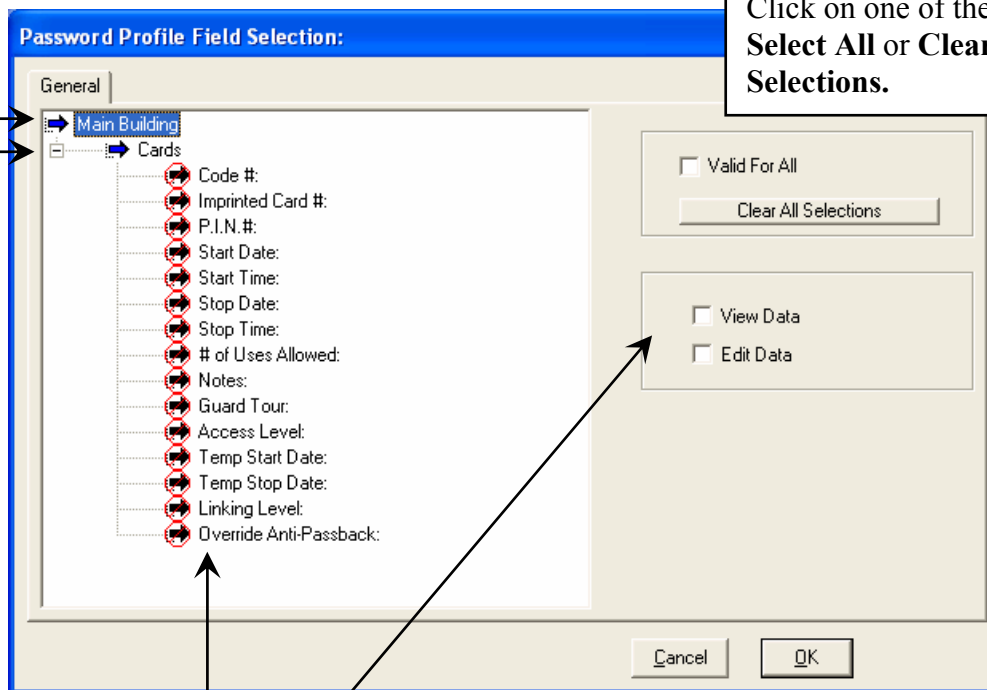 Click on one of the
Select All or Clear
Selections.
Password Profile Field Selection:
General
Main Building
Cards
Code #:
Imprinted Card #:
P.I.N.#:
Start Date:
Start Time:
Stop Date:
Stop Time:
# of Uses Allowed:
Notes:
Guard Tour:
Access Level:
Temp Start Date:
Temp Stop Date:
Linking Level:
Override Anti-Passback:
Valid For All
Clear All Selections
View Data
Edit Data
Cancel
OK